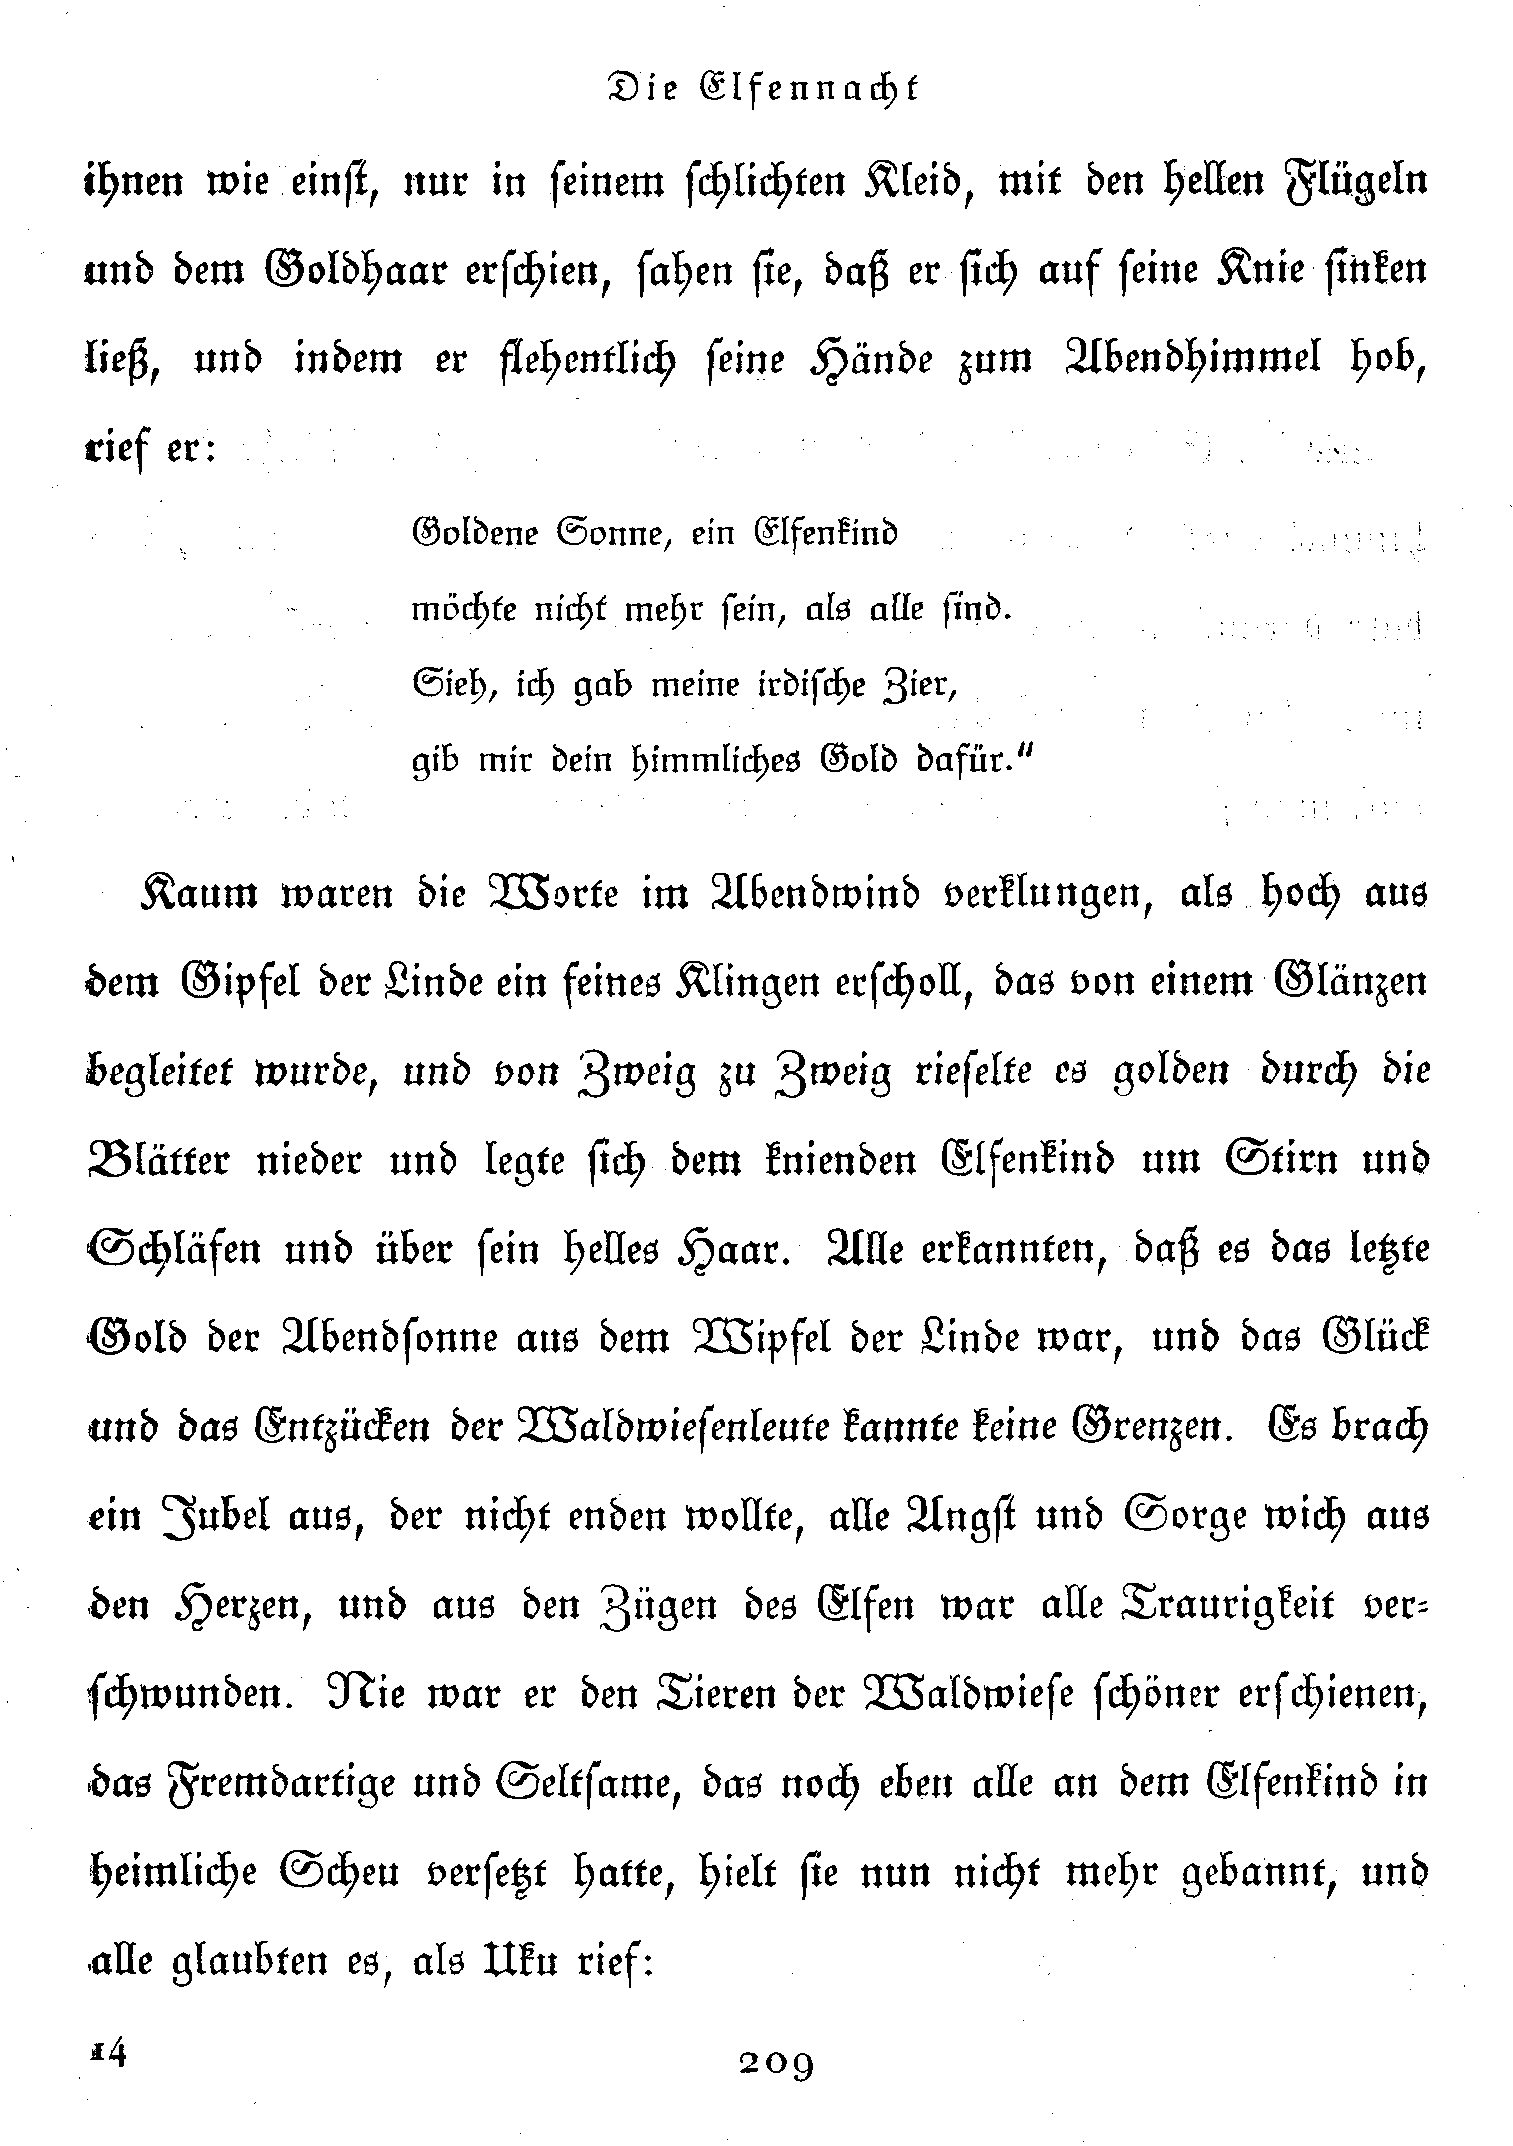 Die Elfennacht
ihnen wie einst, nur in seinem schlichten Kleid, mit den hellen Flügeln
und dem Goldhaar erschien, sahen sie, daß er sich auf seine Knie sinken
ließ, und indem er flehentlich seine Hände zum Abendhimmel hob,
rief er:
Goldene Sonne, ein Elfenkind
möchte nicht mehr sein, als alle sind.
Sieh, ich gab meine irdische Zier,
gib mir dein himmliches Gold dafür.“
Kaum waren die Worte im Abendwind verklungen, als hoch aus
dem Gipfel der Linde ein feines Klingen erscholl, das von einem Glänzen
begleitet wurde, und von Zweig zu Zweig rieselte es golden durch die
Blätter nieder und legte sich dem knienden Elfenkind um Stirn und
Schläfen und über sein helles Haar. Alle erkannten, daß es das letzte
Gold der Abendsonne aus dem Wipfel der Linde war, und das Glück
und das Entzücken der Waldwiesenleute kannte keine Grenzen. Es brach
ein Jubel aus, der nicht enden wollte, alle Angst und Sorge wich aus
den Herzen, und aus den Zügen des Elfen war alle Traurigkeit ver-
schwunden. Nie war er den Tieren der Waldwiese schöner erschienen,
das Fremdartige und Seltsame, das noch eben alle an dem Elfenkind in
heimliche Scheu versetzt hatte, hielt sie nun nicht mehr gebannt, und
alle glaubten es, als Uku rief:
14
209